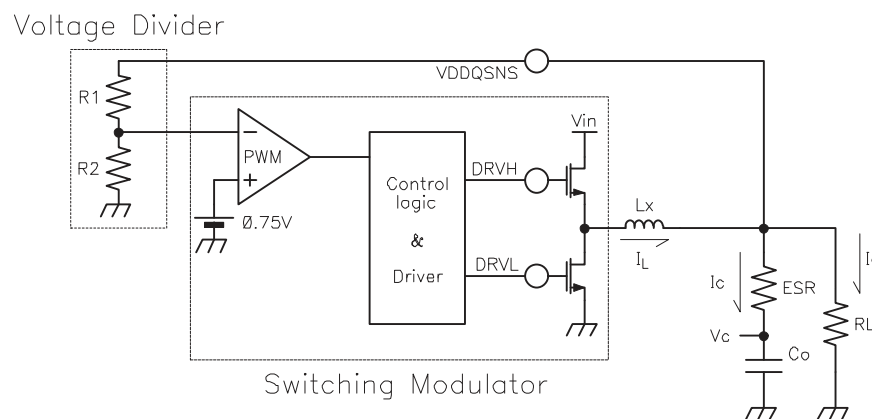 Voltage Divider
VDDQSNS
R1
R2
PWM
−
+
0.75V
Control
logic
&
Driver
DRVH
DRVL
Vin
Lx
IL
Ic
ESR
Vc
Co
RL
Switching Modulator